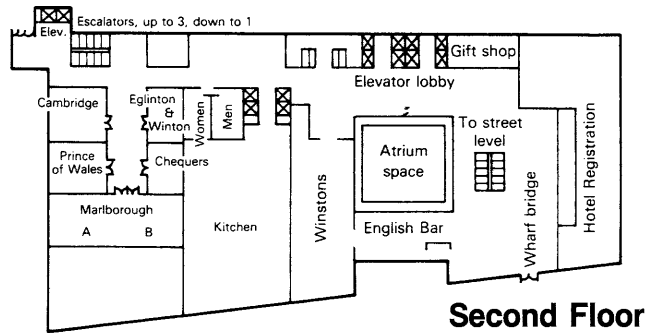 Escalators, up to 3, down to 1
Elev.
Gift shop
Elevator lobby
Cambridge
Eglinton
&
Winton
Women
Men
To street
level
Atrium
space
Hotel Registration
Prince
of Wales
Chequers
Marlborough
A B
Kitchen
Winstons
English Bar
Wharf bridge
Second Floor